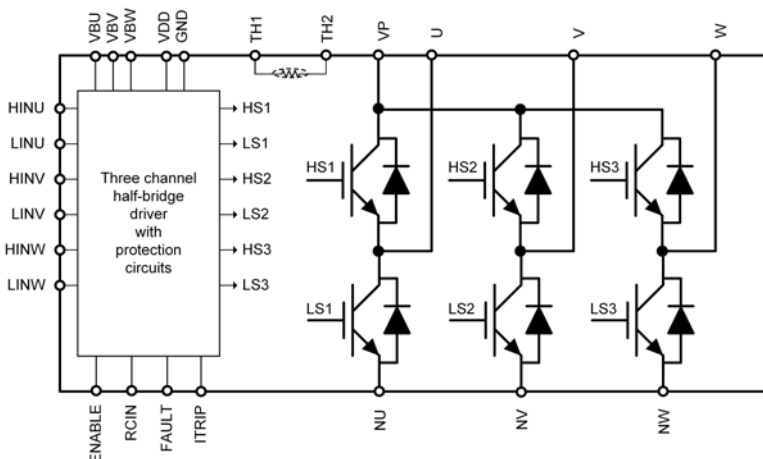 VBU
VBV
VBW
VDD
GND
TH1
TH2
VP
U
V
W
HINU
LINU
HINV
LINV
HINW
LINW
Three channel
half-bridge
driver
with
protection
circuits
HS1
LS1
HS2
LS2
HS3
LS3
HS1
HS2
HS3
LS1
LS2
LS3
ENABLE
RCIN
FAULT
ITRIP
NU
NV
NW